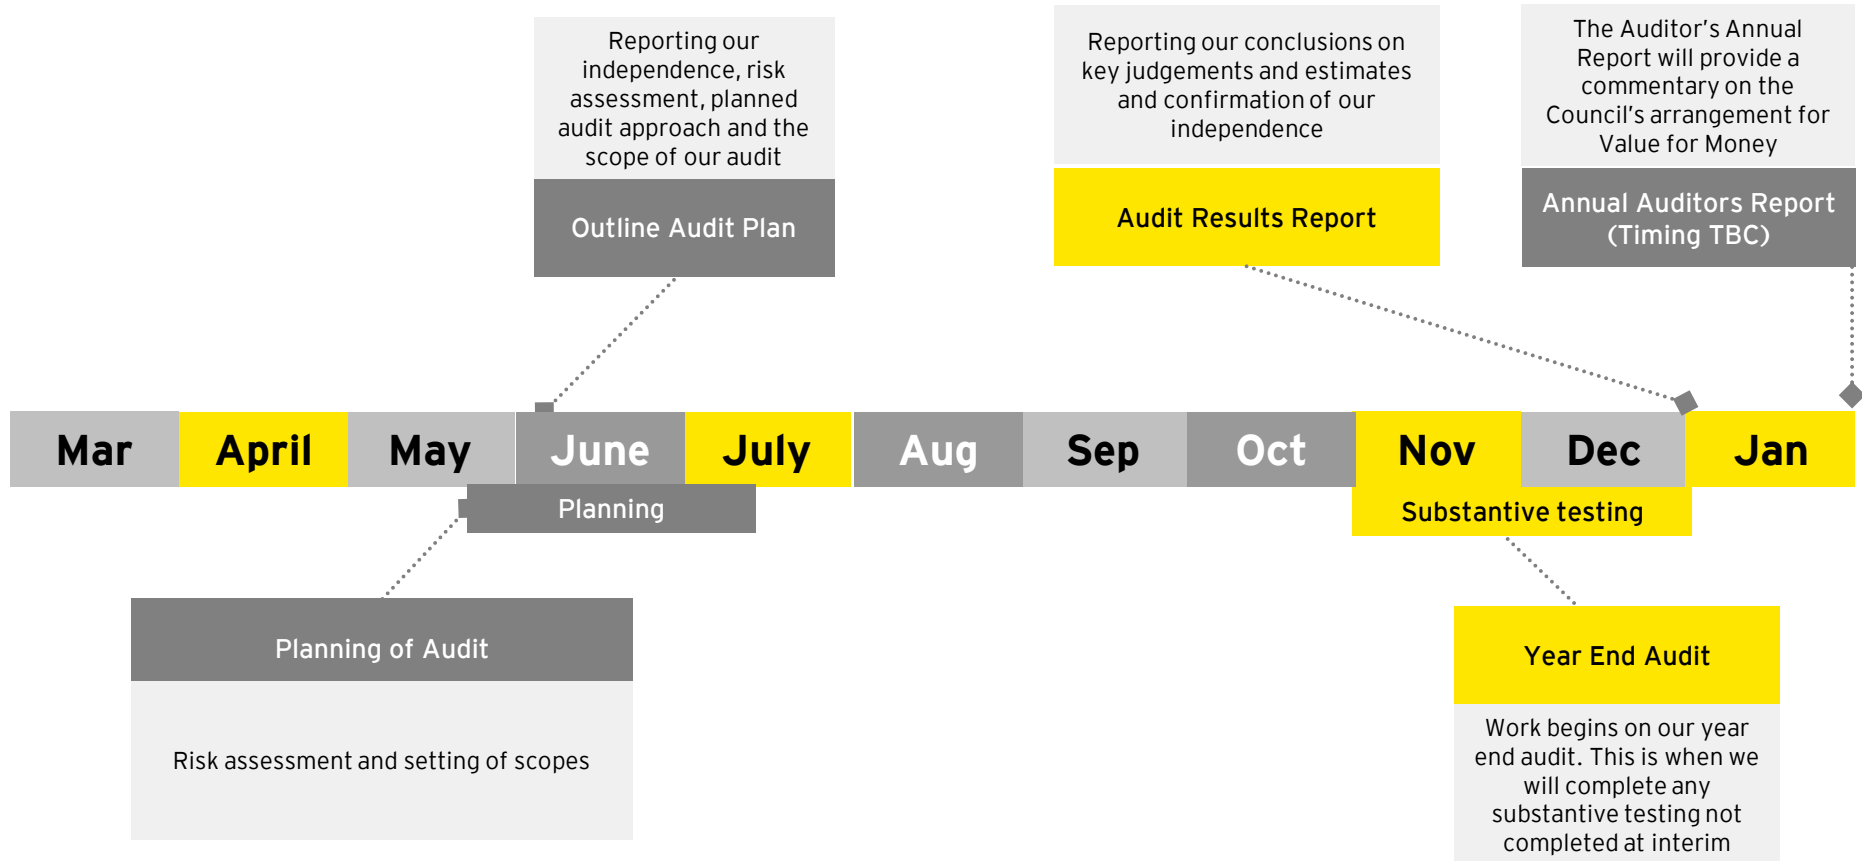 Reporting our
independence, risk
assessment, planned
audit approach and the
scope of our audit
Outline Audit Plan
Reporting our conclusions on
key judgements and estimates
and confirmation of our
independence
Audit Results Report
The Auditor's Annual
Report will provide a
commentary on the
Council's arrangement for
Value for Money
Annual Auditors Report
(Timing TBC)
Mar April May June July Aug Sep Oct Nov Dec Jan
Planning
Substantive testing
Planning of Audit
Risk assessment and setting of scopes
Year End Audit
Work begins on our year
end audit. This is when we
will complete any
substantive testing not
completed at interim